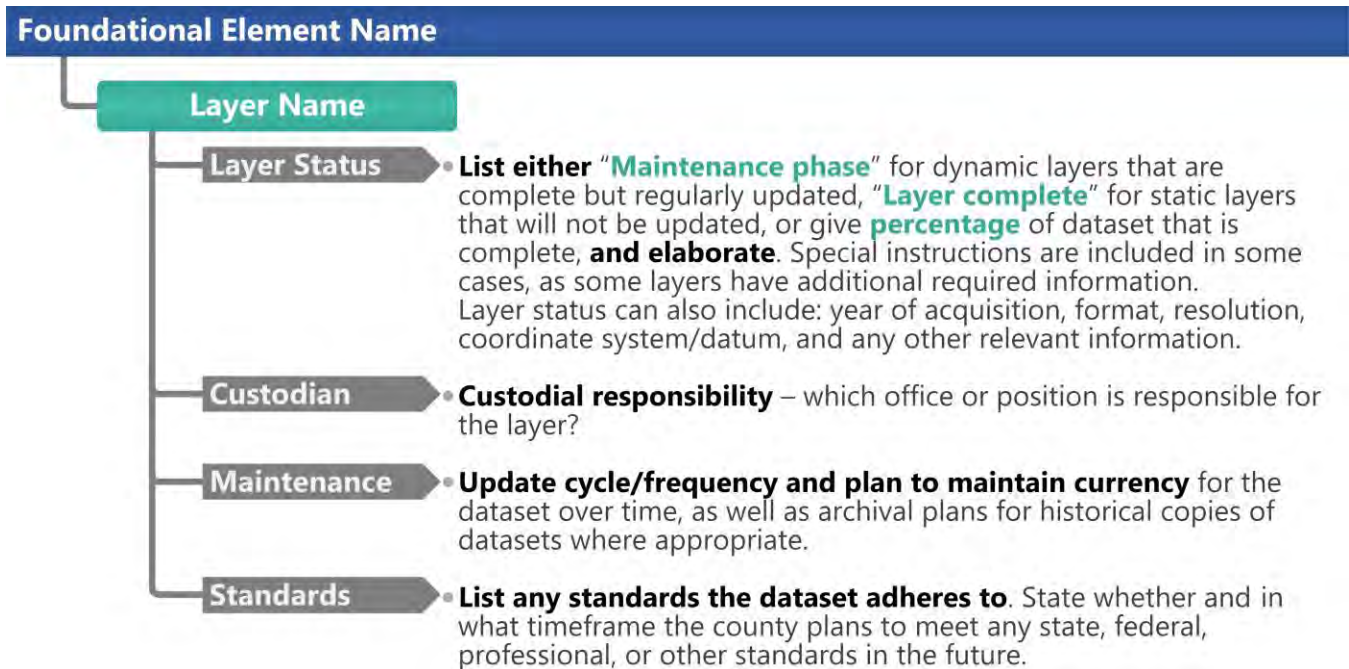 Foundational Element Name
Layer Name
Layer Status
• List either “Maintenance phase” for dynamic layers that are
complete but regularly updated, “Layer complete” for static layers
that will not be updated, or give percentage of dataset that is
complete, and elaborate. Special instructions are included in some
cases, as some layers have additional required information.
Layer status can also include: year of acquisition, format, resolution,
coordinate system/datum, and any other relevant information.
Custodian
• Custodial responsibility – which office or position is responsible for
the layer?
Maintenance
• Update cycle/frequency and plan to maintain currency for the
dataset over time, as well as archival plans for historical copies of
datasets where appropriate.
Standards
• List any standards the dataset adheres to. State whether and in
what timeframe the county plans to meet any state, federal,
professional, or other standards in the future.